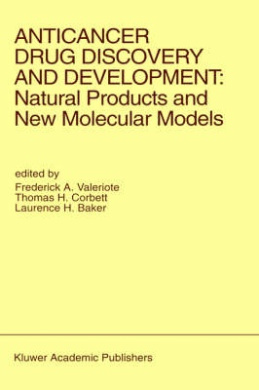 ANTICANCER
DRUG DISCOVERY
AND DEVELOPMENT:
Natural Products and
New Molecular Models
edited by
Frederick A. Valeriote
Thomas H. Corbett
Laurence H. Baker
Kluwer Academic Publishers